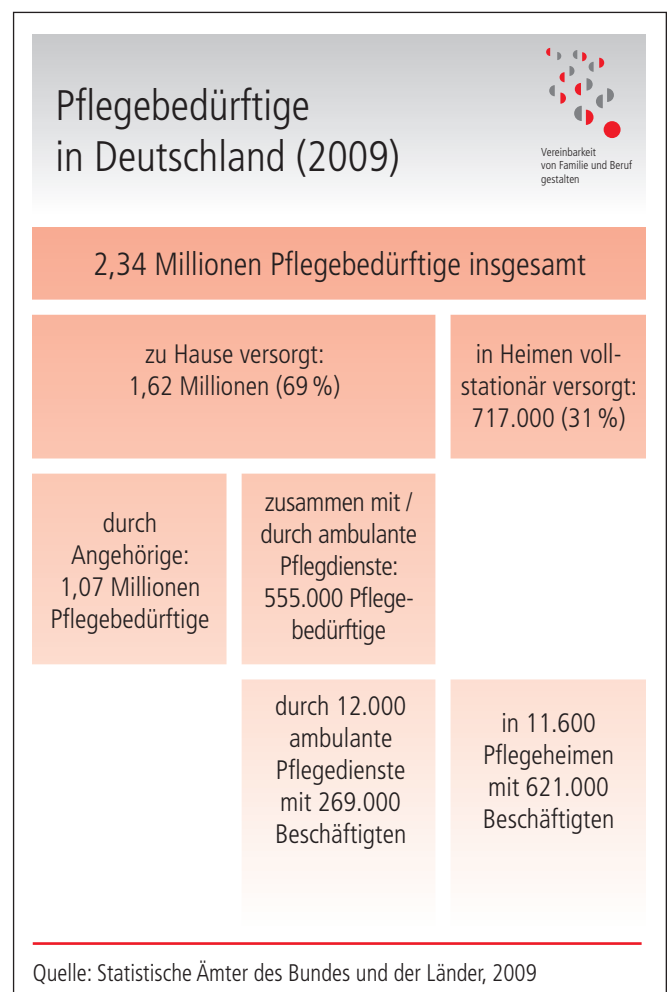 Pflegebedürftige
in Deutschland (2009)
Vereinbarkeit
von Familie und Beruf
gestalten
2,34 Millionen Pflegebedürftige insgesamt
zu Hause versorgt:
1,62 Millionen (69 %)
in Heimen voll-
stationär versorgt:
717.000 (31 %)
durch
Angehörige:
1,07 Millionen
Pflegebedürftige
zusammen mit /
durch ambulante
Pflegdienste:
555.000 Pflege-
bedürftige
durch 12.000
ambulante
Pflegedienste
mit 269.000
Beschäftigten
in 11.600
Pflegeheimen
mit 621.000
Beschäftigten
Quelle: Statistische Ämter des Bundes und der Länder, 2009